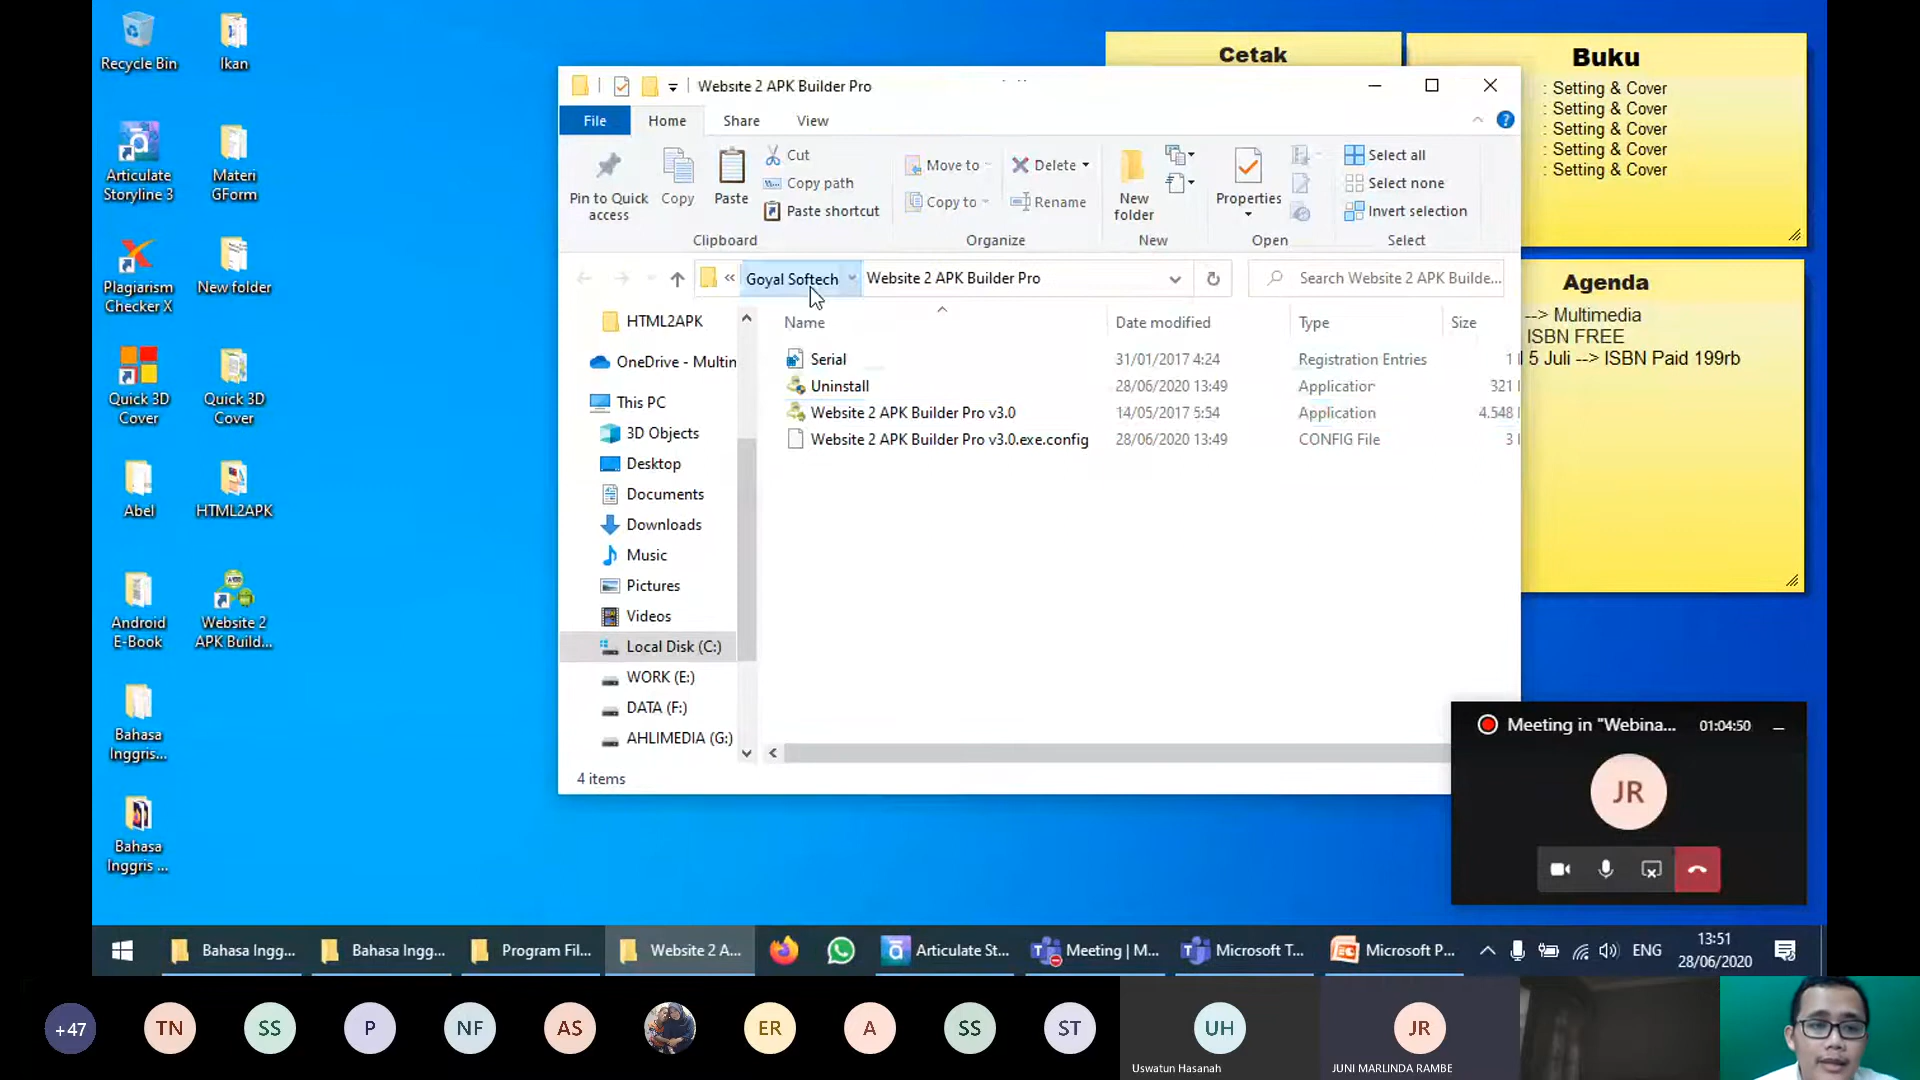 Recycle Bin
Ikan
Articulate
Storyline 3
Materi
GForm
Plagiarism
Checker X
New folder
Quick 3D
Cover
Quick 3D
Cover
Abel
HTML2APK
Android
E-Book
Website 2
APK Build...
Bahasa
Inggris...
Bahasa
Inggris ...
Cetak
Buku
: Setting & Cover
: Setting & Cover
: Setting & Cover
: Setting & Cover
: Setting & Cover
Agenda
--> Multimedia
ISBN FREE
5 Juli --> ISBN Paid 199rb
Website 2 APK Builder Pro
File
Home
Share
View
Pin to Quick
access
Copy
Paste
Cut
Copy path
Paste shortcut
Clipboard
Move to
Copy to
Delete
Rename
Organize
New
folder
New
Properties
Open
Select all
Select none
Invert selection
Select
« Goyal Softech
Website 2 APK Builder Pro
Search Website 2 APK Builde...
HTML2APK
OneDrive - Multin
This PC
3D Objects
Desktop
Documents
Downloads
Music
Pictures
Videos
Local Disk (C:)
WORK (E:)
DATA (F:)
AHLIMEDIA (G:)
Name
Date modified
Type
Size
Serial
31/01/2017 4:24
Registration Entries
1
Uninstall
28/06/2020 13:49
Application
321
Website 2 APK Builder Pro v3.0
14/05/2017 5:54
Application
4.548
Website 2 APK Builder Pro v3.0.exe.config
28/06/2020 13:49
CONFIG File
3
4 items
Meeting in "Webina...
01:04:50
JR
Bahasa Ingg...
Bahasa Ingg...
Program Fil...
Website 2 A...
Articulate St...
Meeting | M...
Microsoft T...
Microsoft P...
ENG
13:51
28/06/2020
+47
TN
SS
P
NF
AS
ER
A
SS
ST
UH
Uswatun Hasanah
JR
JUNI MARLINDA RAMBE